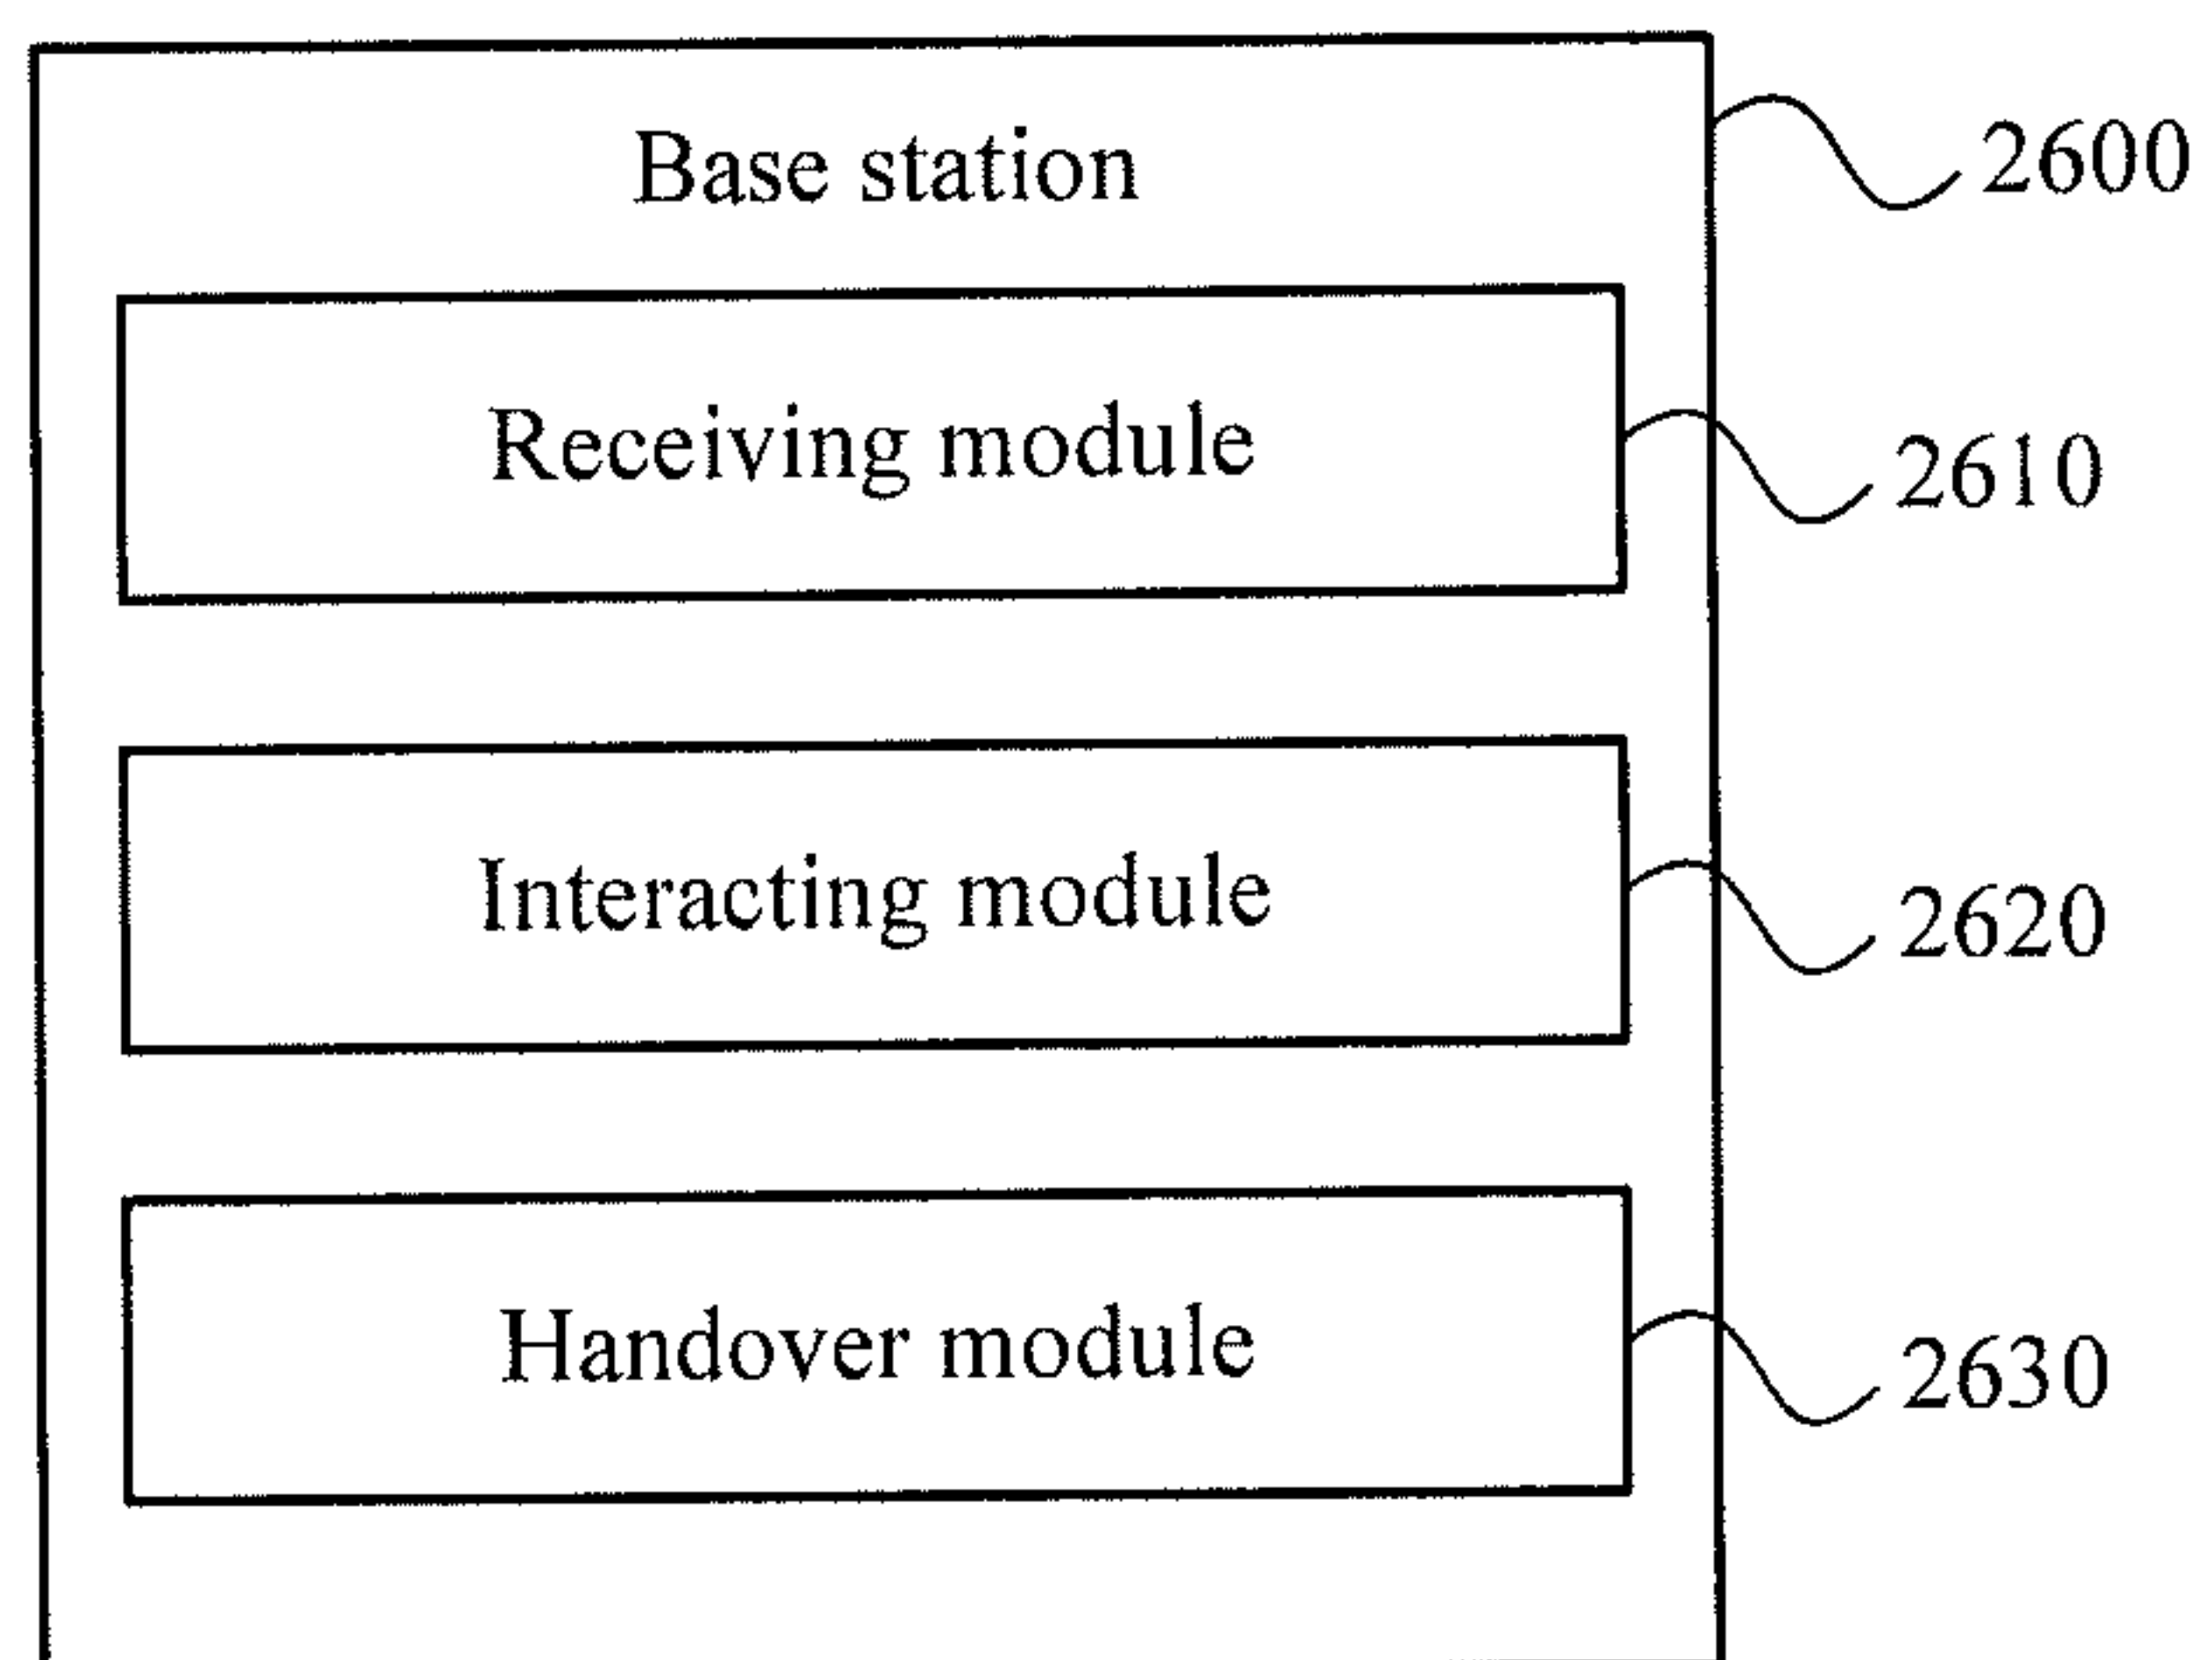 Base station
2600
Receiving module
2610
Interacting module
2620
Handover module
2630